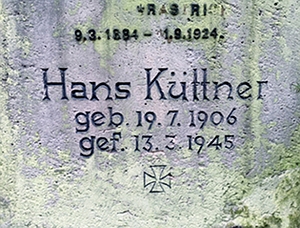 9.3.1884 - 1.9.1924.
Hans Küttner
geb. 19.7.1906
gef. 13.3.1945